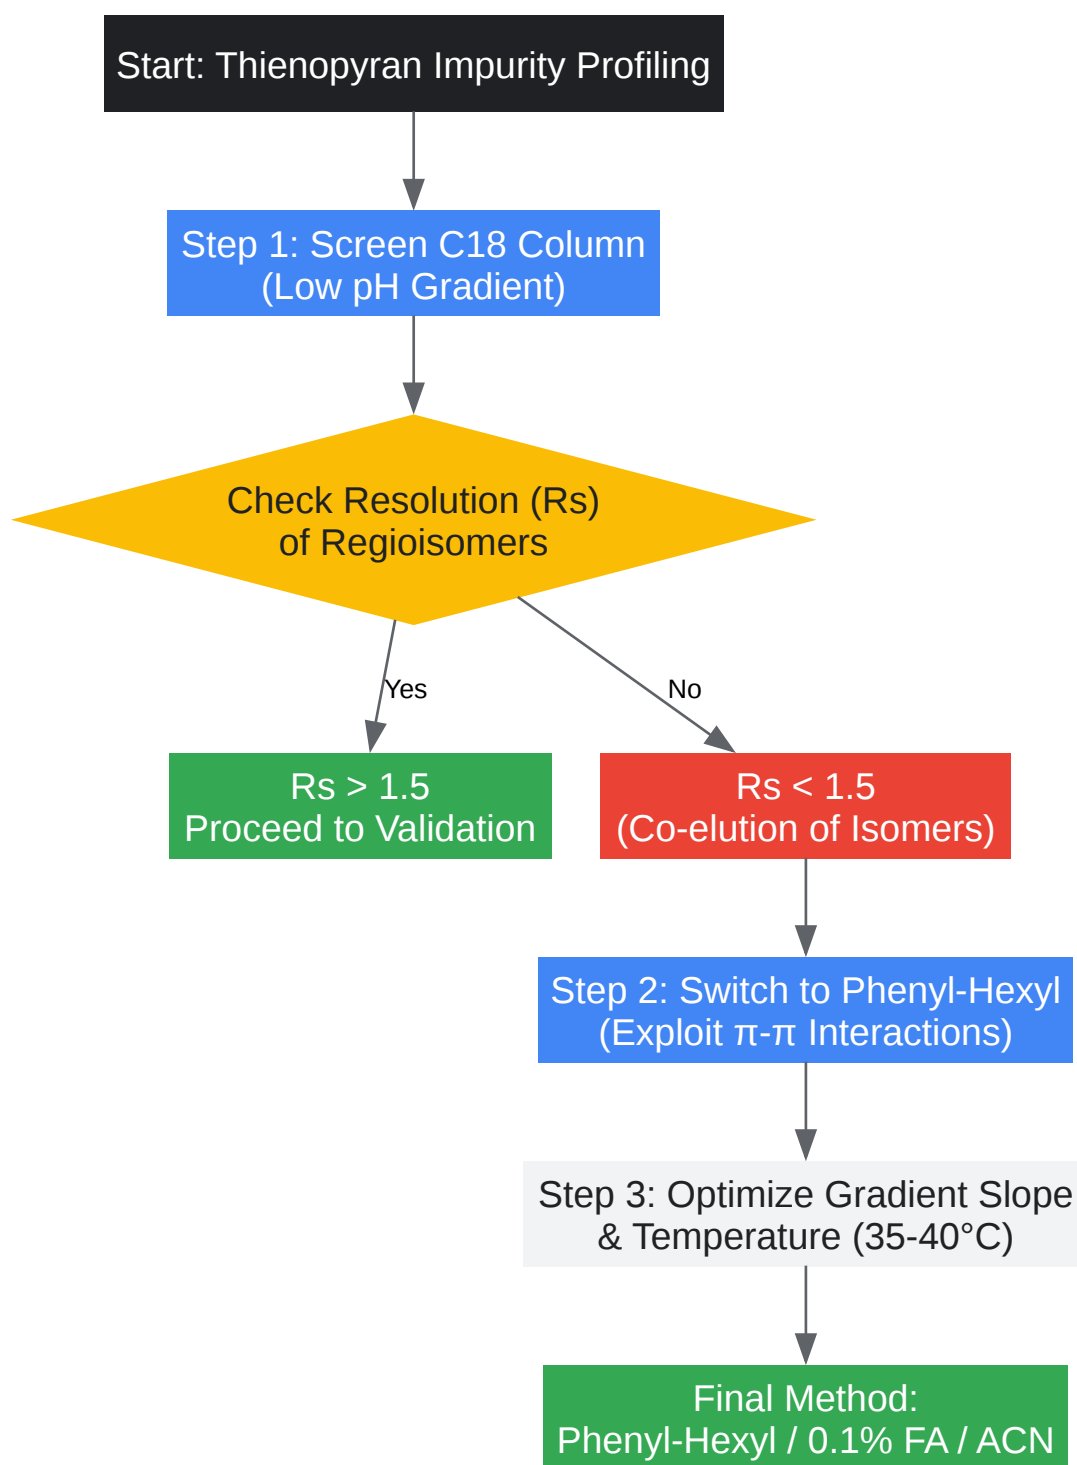 Start: Thienopyran Impurity Profiling
Step 1: Screen C18 Column
(Low pH Gradient)
Check Resolution (Rs)
of Regioisomers
Yes
No
Rs > 1.5
Proceed to Validation
Rs < 1.5
(Co-elution of Isomers)
Step 2: Switch to Phenyl-Hexyl
(Exploit π-π Interactions)
Step 3: Optimize Gradient Slope
& Temperature (35-40°C)
Final Method:
Phenyl-Hexyl / 0.1% FA / ACN